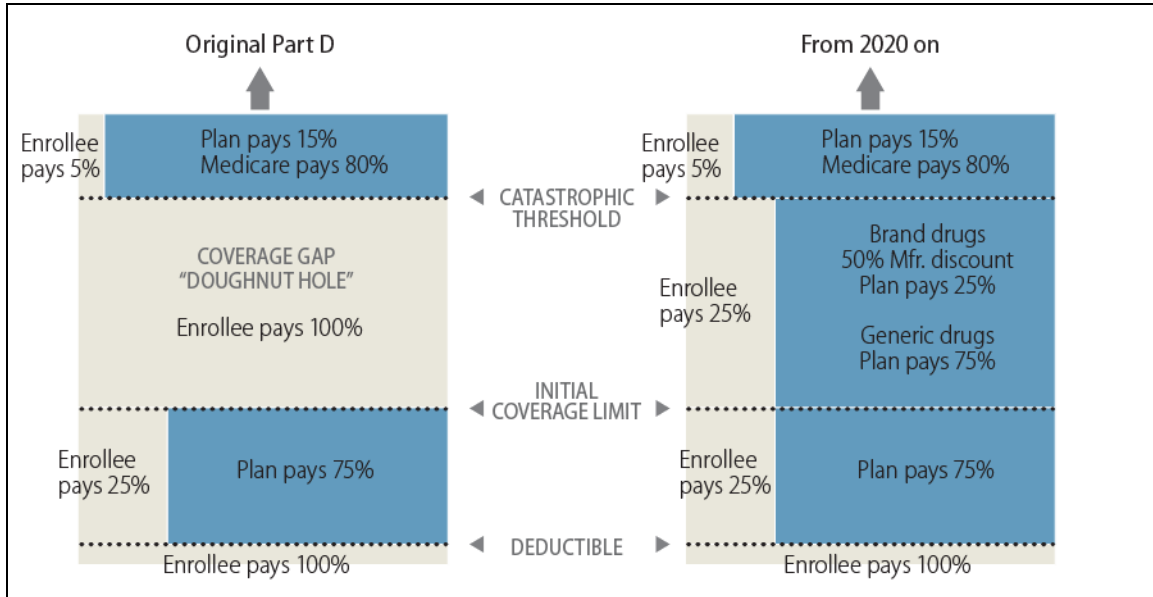 Original Part D
Enrollee
pays 5%
Plan pays 15%
Medicare pays 80%
COVERAGE GAP
“DOUGHNUT HOLE”
Enrollee pays 100%
Enrollee
pays 25%
Plan pays 75%
Enrollee pays 100%
CATASTROPHIC
THRESHOLD
INITIAL
COVERAGE LIMIT
DEDUCTIBLE
From 2020 on
Enrollee
pays 5%
Plan pays 15%
Medicare pays 80%
Enrollee
pays 25%
Brand drugs
50% Mfr. discount
Plan pays 25%
Generic drugs
Plan pays 75%
Enrollee
pays 25%
Plan pays 75%
Enrollee pays 100%